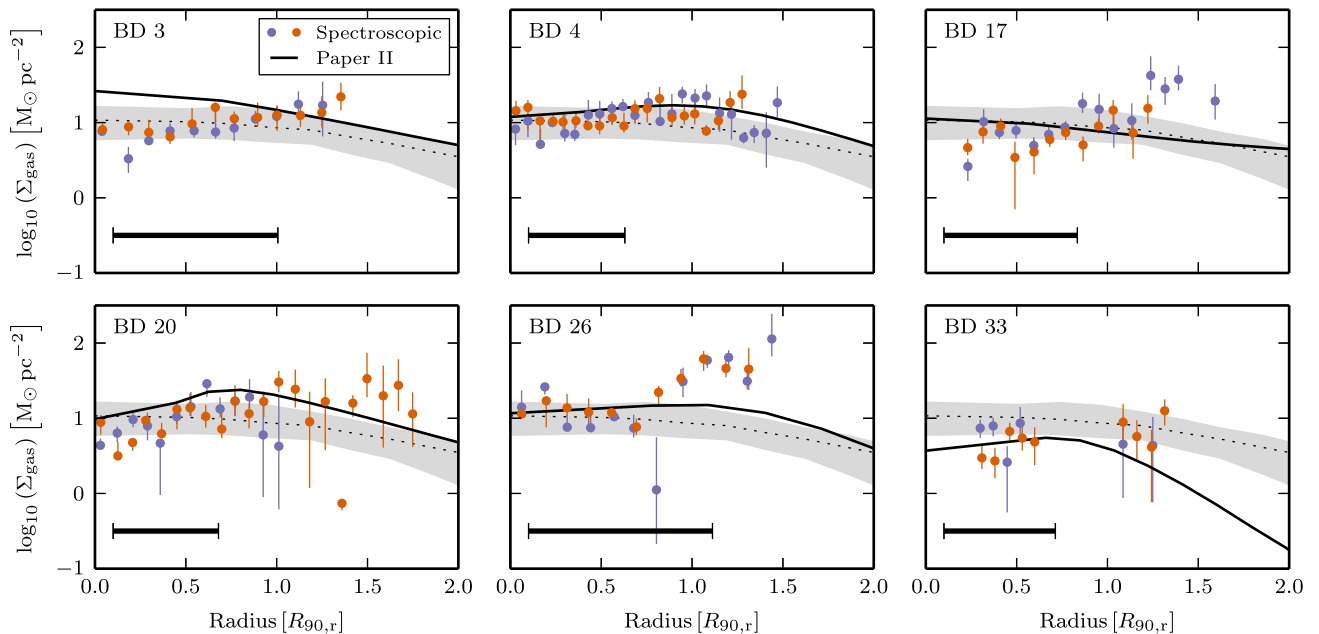 BD 3
Spectroscopic
Paper II
BD 4
BD 17
2
1
0
−1
log₁₀ (Σgas) [M⊙ pc⁻²]
BD 20
BD 26
BD 33
2
1
0
−1
log₁₀ (Σgas) [M⊙ pc⁻²]
0.0 0.5 1.0 1.5 2.0
0.0 0.5 1.0 1.5 2.0
0.0 0.5 1.0 1.5 2.0
Radius [R₉₀,ᵣ]
Radius [R₉₀,ᵣ]
Radius [R₉₀,ᵣ]